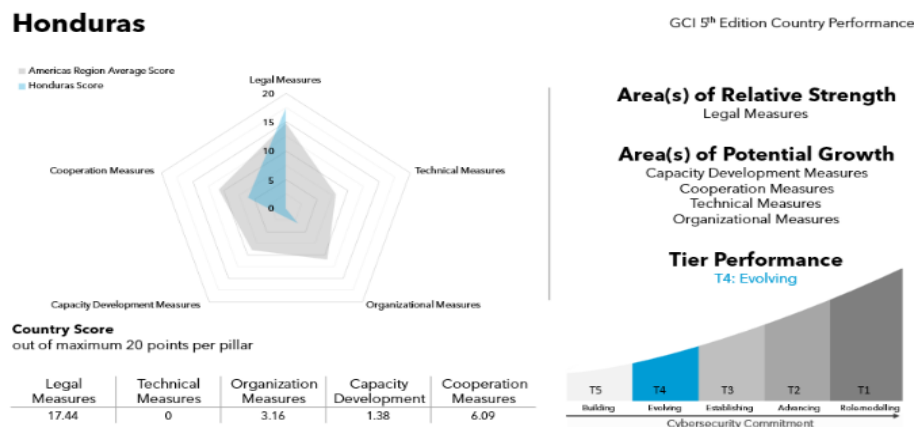 Honduras
GCI 5th Edition Country Performance
Americas Region Average Score
Honduras Score
Legal Measures
20
15
10
5
0
Cooperation Measures
Technical Measures
Capacity Development Measures
Organizational Measures
Area(s) of Relative Strength
Legal Measures
Area(s) of Potential Growth
Capacity Development Measures
Cooperation Measures
Technical Measures
Organizational Measures
Tier Performance
T4: Evolving
T5 T4 T3 T2 T1
Building Evolving Establishing Advancing Rolemodelling
Cybersecurity Commitment
Country Score
out of maximum 20 points per pillar
Legal Measures Technical Measures Organization Measures Capacity Development Cooperation Measures
17.44 0 3.16 1.38 6.09